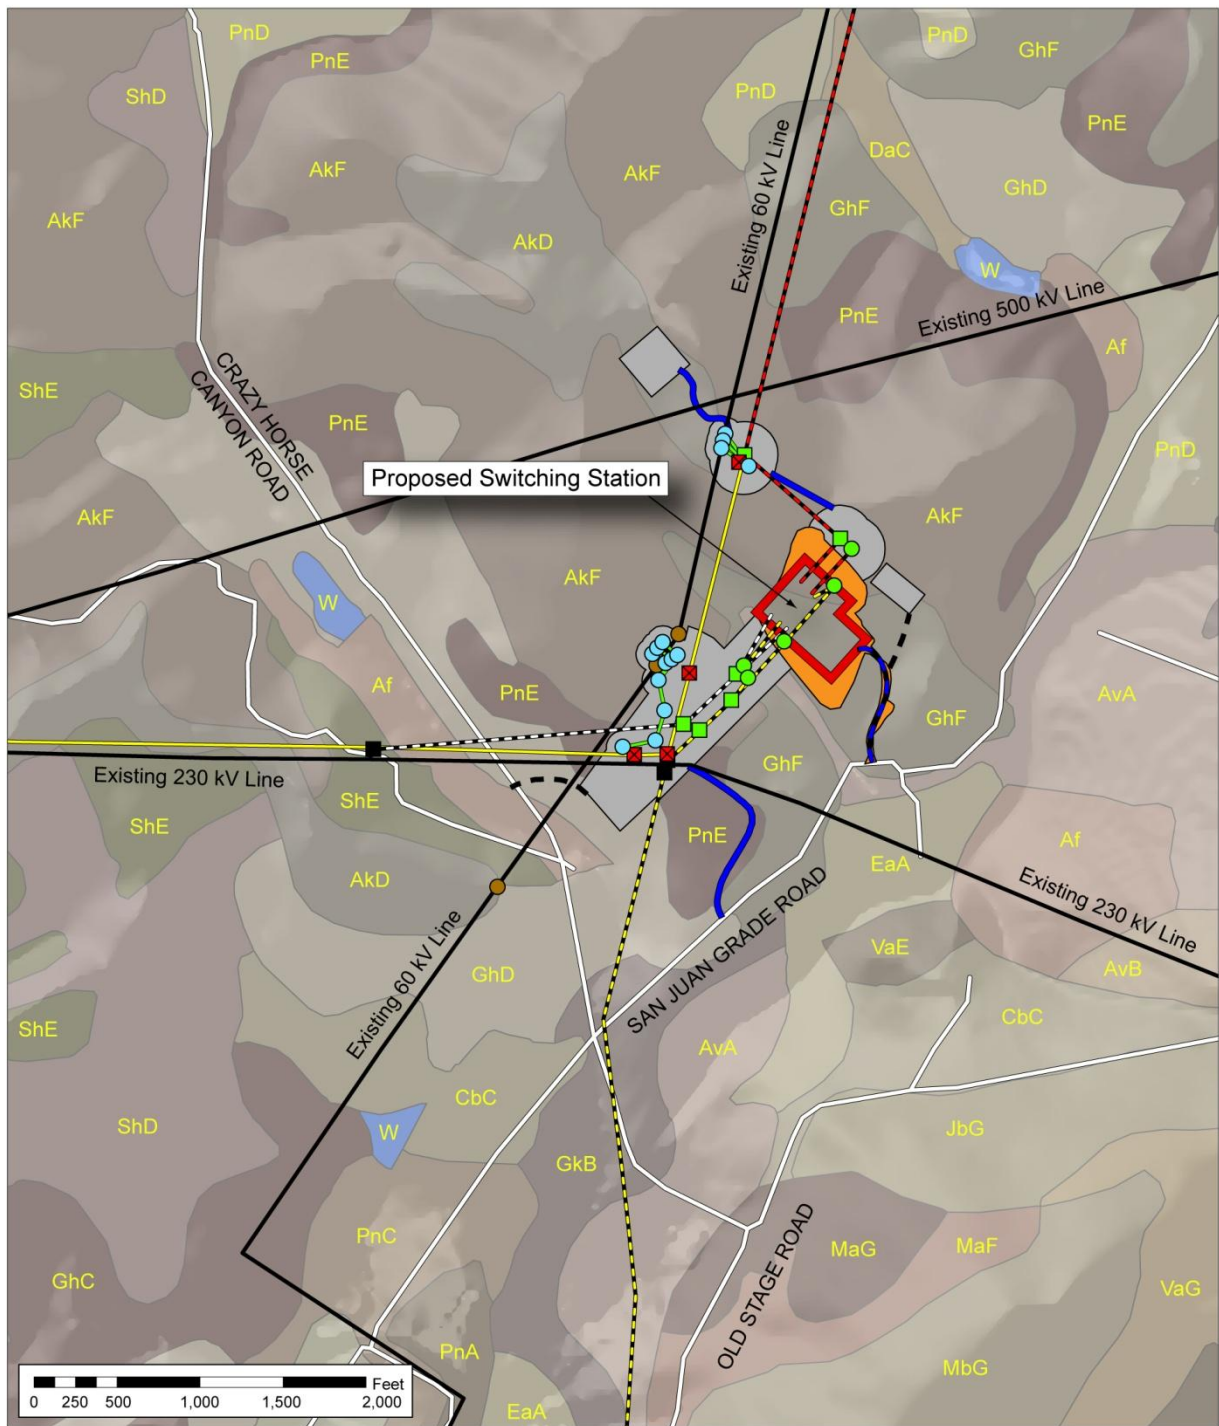 PnD
PnD
GhF
PnE
ShD
PnD
PnE
DaC
AkF
AkF
GhD
AkF
GhF
AkD
Existing 60 kV Line
W
Existing 500 kV Line
PnE
Af
ShE
CRAZY HORSE
CANYON ROAD
PnE
PnD
Proposed Switching Station
AkF
AkF
AkF
W
Af
PnE
AvA
GhF
GhF
Existing 230 kV Line
ShE
ShE
PnE
Af
EaA
AkD
Existing 230 kV Line
SAN JUAN GRADE ROAD
VaE
AvB
GhD
Existing 60 kV Line
CbC
ShE
AvA
CbC
ShD
W
JbG
GkB
PnC
OLD STAGE ROAD
MaG
MaF
GhC
VaG
PnA
MbG
Feet
0 250 500 1,000 1,500 2,000
EaA